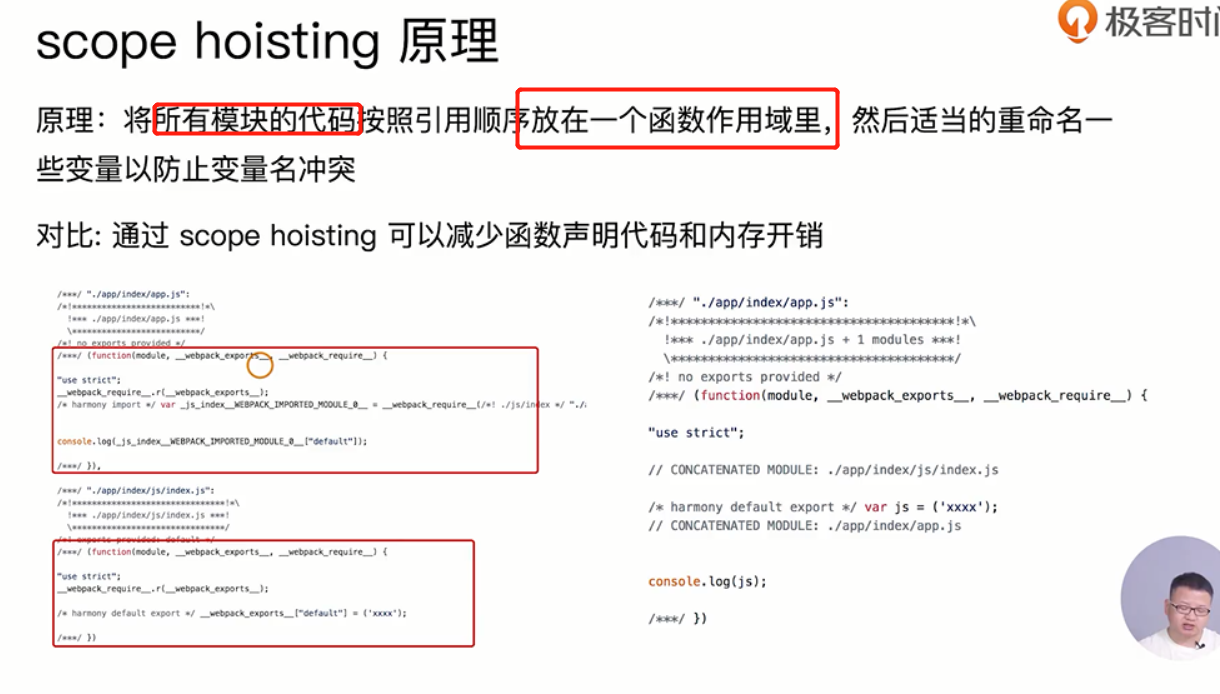 scope hoisting 原理
极客时
原理：将所有模块的代码按照引用顺序放在一个函数作用域里，然后适当的重命名一
些变量以防止变量名冲突
对比: 通过 scope hoisting 可以减少函数声明代码和内存开销
/***/ "./app/index/app.js":
/*!**************************!*\
!*** ./app/index/app.js ***!
\**************************/
/*! no exports provided */
/***/ (function(module, __webpack_exports__, __webpack_require__) {
"use strict";
__webpack_require__.r(__webpack_exports__);
/* harmony import */ var _js_index__WEBPACK_IMPORTED_MODULE_0__ = __webpack_require__(/*! ./js/index */ "./
console.log(_js_index__WEBPACK_IMPORTED_MODULE_0__["default"]);
/***/ }),
/***/ "./app/index/js/index.js":
/*!*******************************!*\
!*** ./app/index/js/index.js ***!
\*******************************/
/*! exports provided: default */
/***/ (function(module, __webpack_exports__, __webpack_require__) {
"use strict";
__webpack_require__.r(__webpack_exports__);
/* harmony default export */ __webpack_exports__["default"] = ('xxxx');
/***/ })
/***/ "./app/index/app.js":
/*!**************************************!*\
!*** ./app/index/app.js + 1 modules ***!
\**************************************/
/*! no exports provided */
/***/ (function(module, __webpack_exports__, __webpack_require__) {
"use strict";
// CONCATENATED MODULE: ./app/index/js/index.js
/* harmony default export */ var js = ('xxxx');
// CONCATENATED MODULE: ./app/index/app.js
console.log(js);
/***/ })